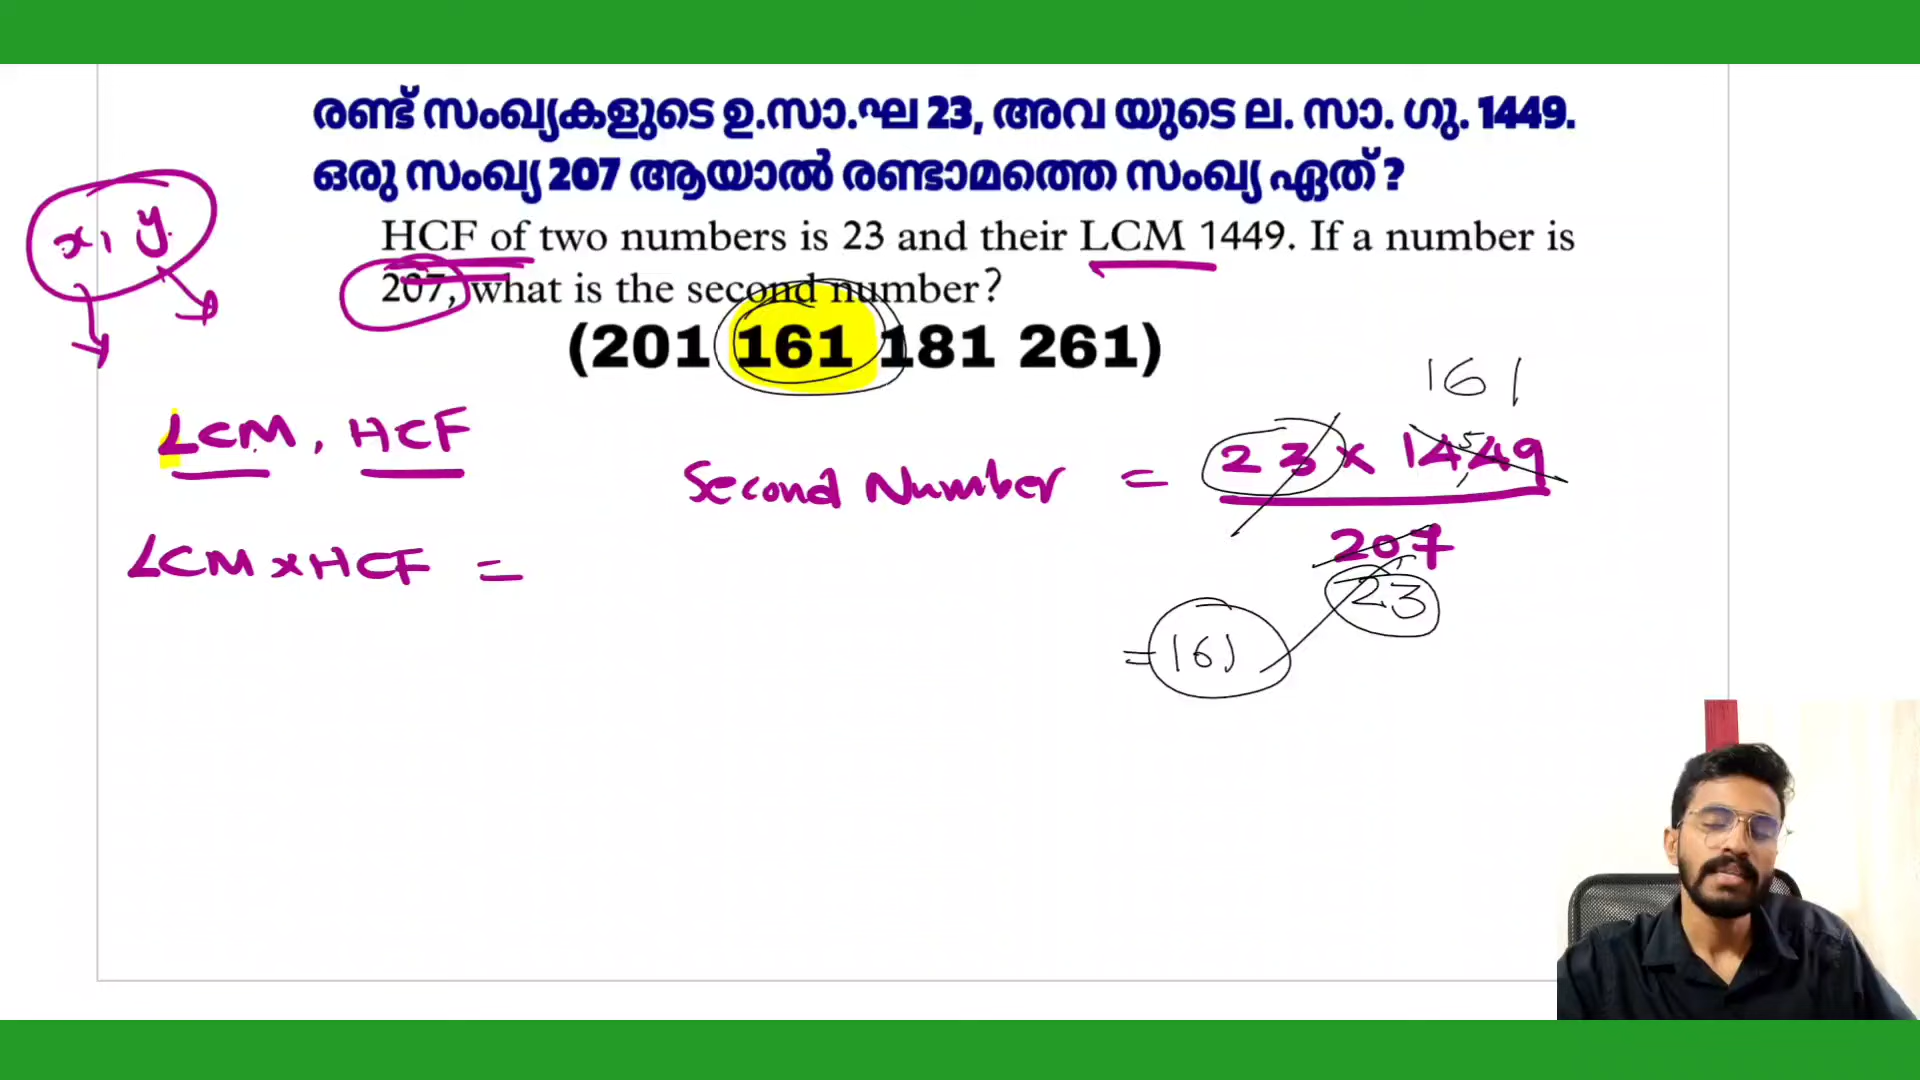 രണ്ട് സംഖ്യകളുടെ ഉ.സാ.ഘ 23, അവ യുടെ ല. സാ. ഗു. 1449.
ഒരു സംഖ്യ 207 ആയാൽ രണ്ടാമത്തെ സംഖ്യ ഏത് ?
HCF of two numbers is 23 and their LCM 1449. If a number is
207, what is the second number?
(201 161 181 261)
x, y
LCM, HCF
LCM x HCF =
161
Second Number = 23 x 1449
207
23
= 161